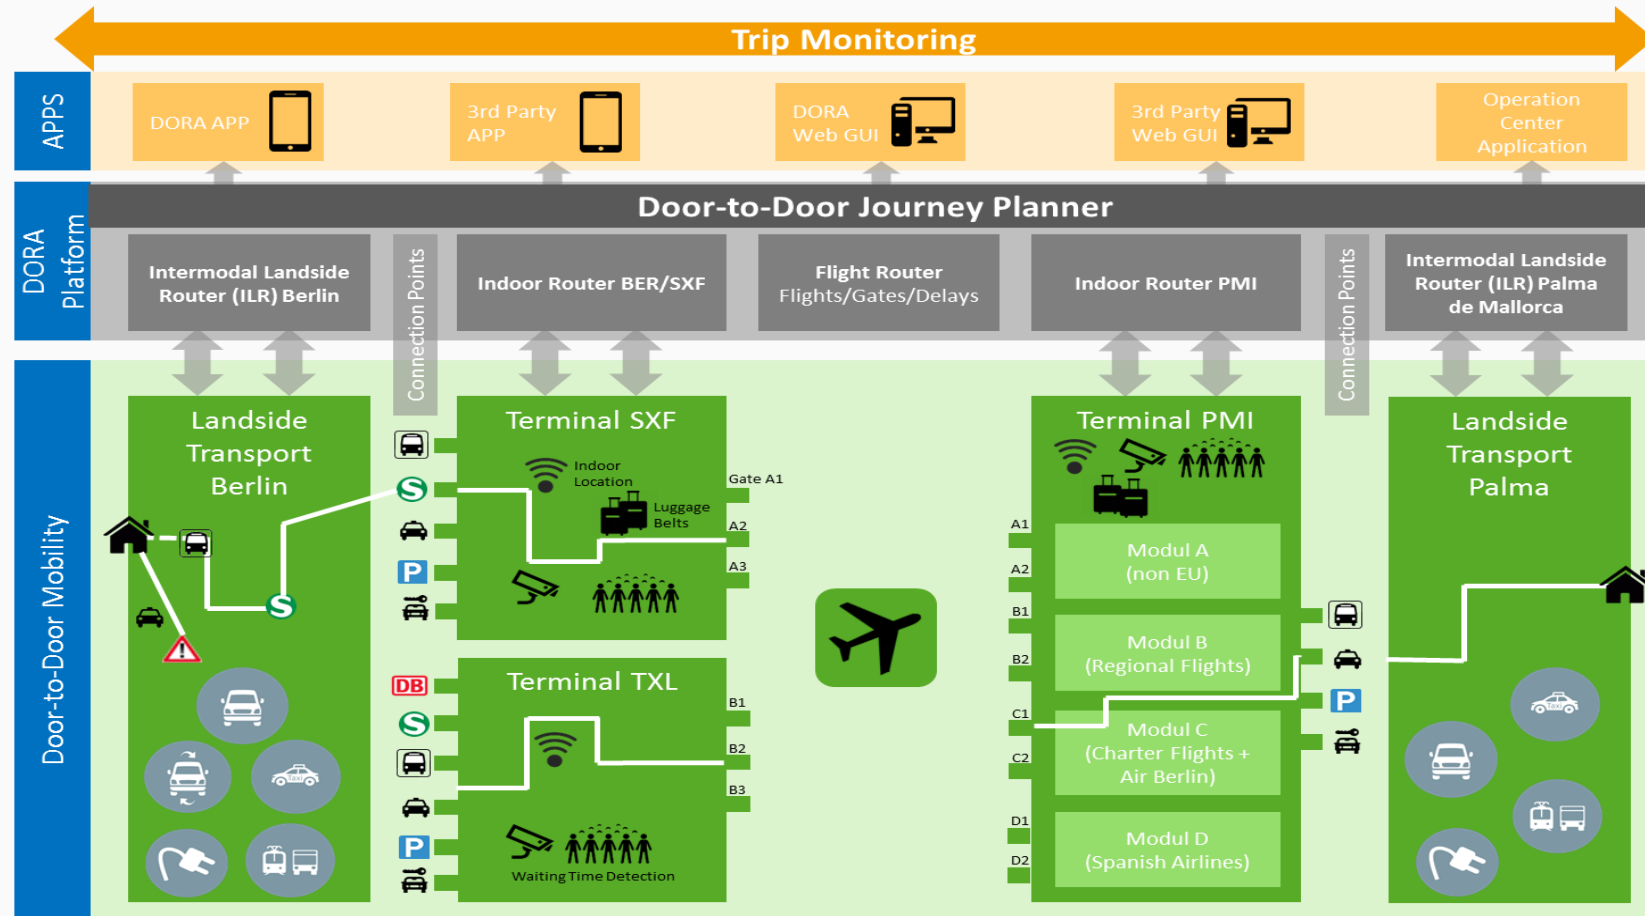 Trip Monitoring
APPS
DORA APP
3rd Party
APP
DORA
Web GUI
3rd Party
Web GUI
Operation
Center
Application
DORA
Platform
Door-to-Door Journey Planner
Intermodal Landside
Router (ILR) Berlin
Connection Points
Indoor Router BER/SXF
Flight Router
Flights/Gates/Delays
Indoor Router PMI
Connection Points
Intermodal Landside
Router (ILR) Palma
de Mallorca
Door-to-Door Mobility
Landside
Transport
Berlin
S
Taxi
S
P
DB
S
P
Terminal SXF
Indoor
Location
Luggage
Belts
Gate A1
A2
A3
Terminal TXL
Waiting Time Detection
B1
B2
B3
Terminal PMI
A1
A2
B1
B2
C1
C2
D1
D2
Modul A
(non EU)
Modul B
(Regional Flights)
Modul C
(Charter Flights +
Air Berlin)
Modul D
(Spanish Airlines)
P
Landside
Transport
Palma
Taxi